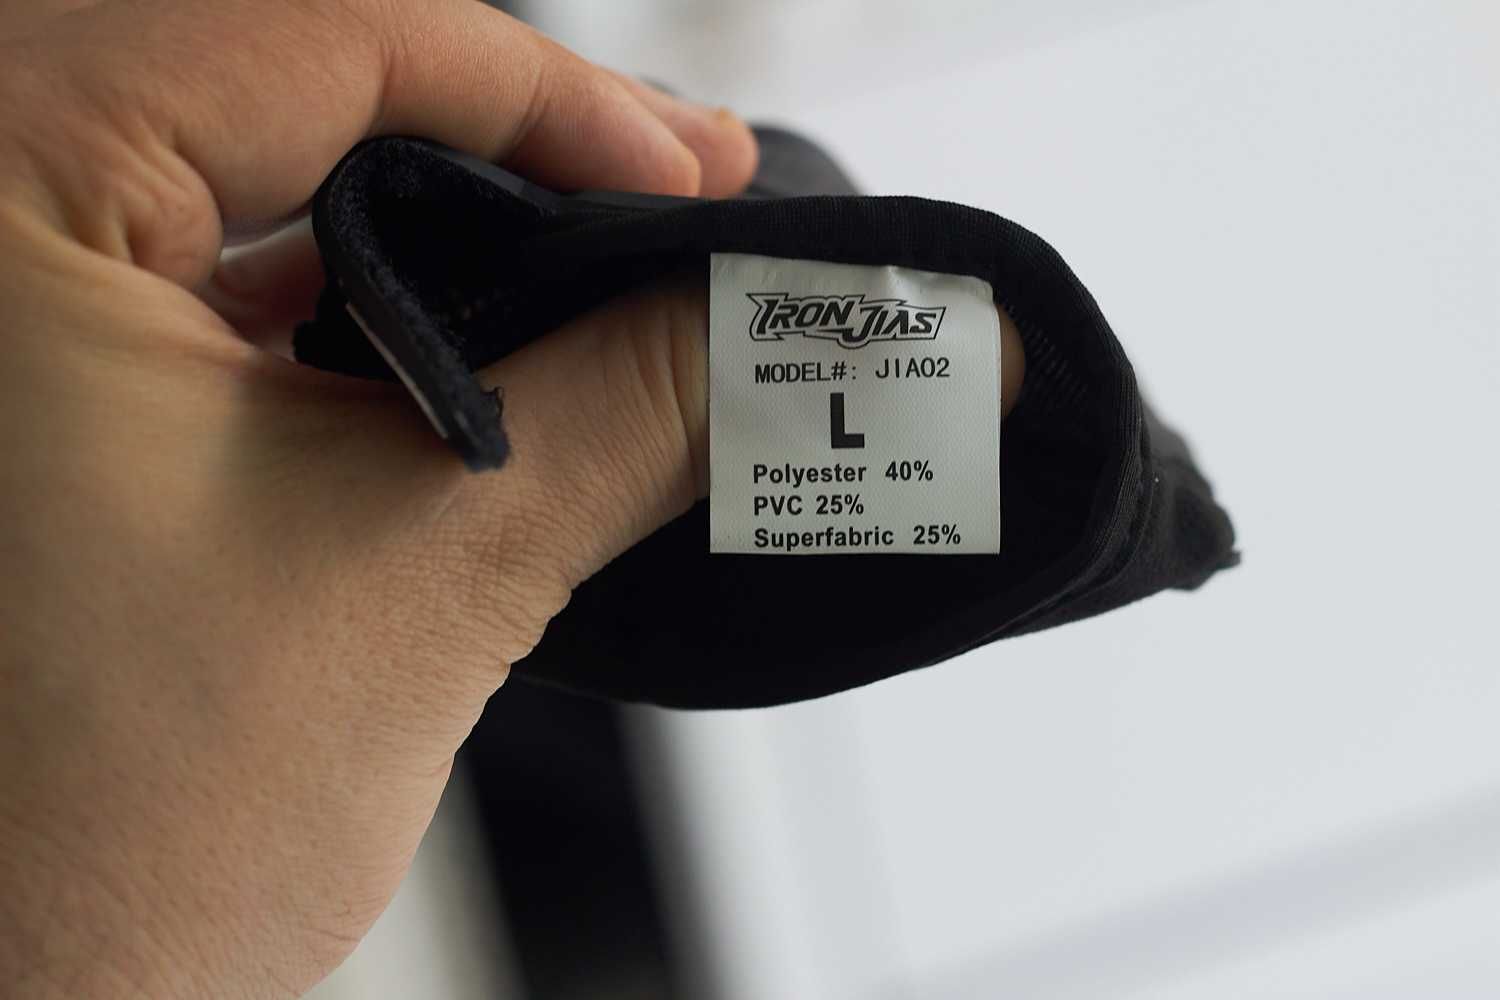 IRON JIAS
MODEL#: JIA02
L
Polyester 40%
PVC 25%
Superfabric 25%